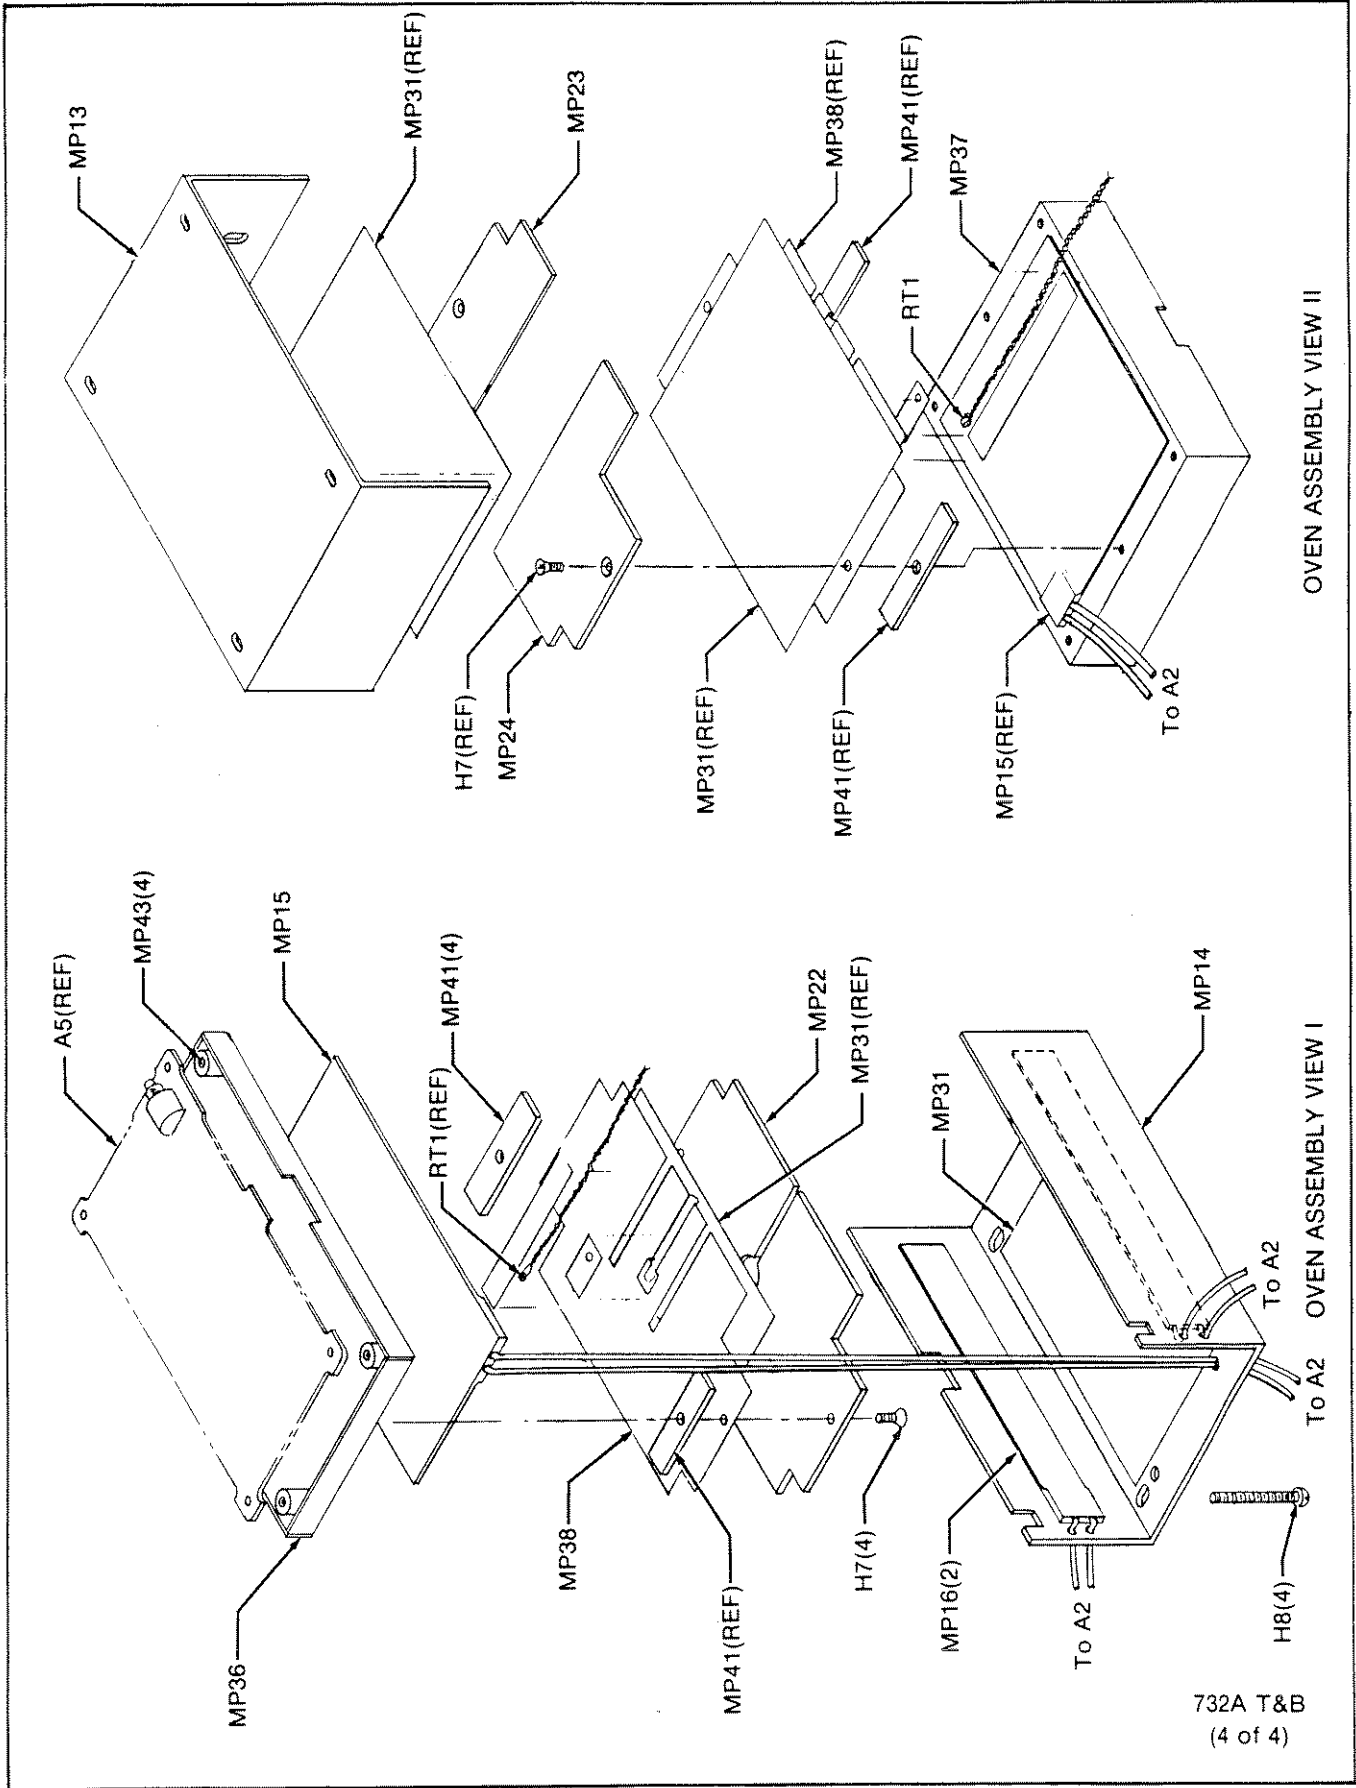 A5(REF)
MP43(4)
MP15
MP41(4)
RT1(REF)
MP22
MP31(REF)
MP14
MP31
MP36
MP38
MP41(REF)
H7(4)
MP16(2)
To A2
To A2
To A2
H8(4)
OVEN ASSEMBLY VIEW I
MP13
MP31(REF)
MP23
H7(REF)
MP24
MP38(REF)
MP41(REF)
MP31(REF)
MP37
RT1
MP41(REF)
MP15(REF)
To A2
OVEN ASSEMBLY VIEW II
732A T&B
(4 of 4)